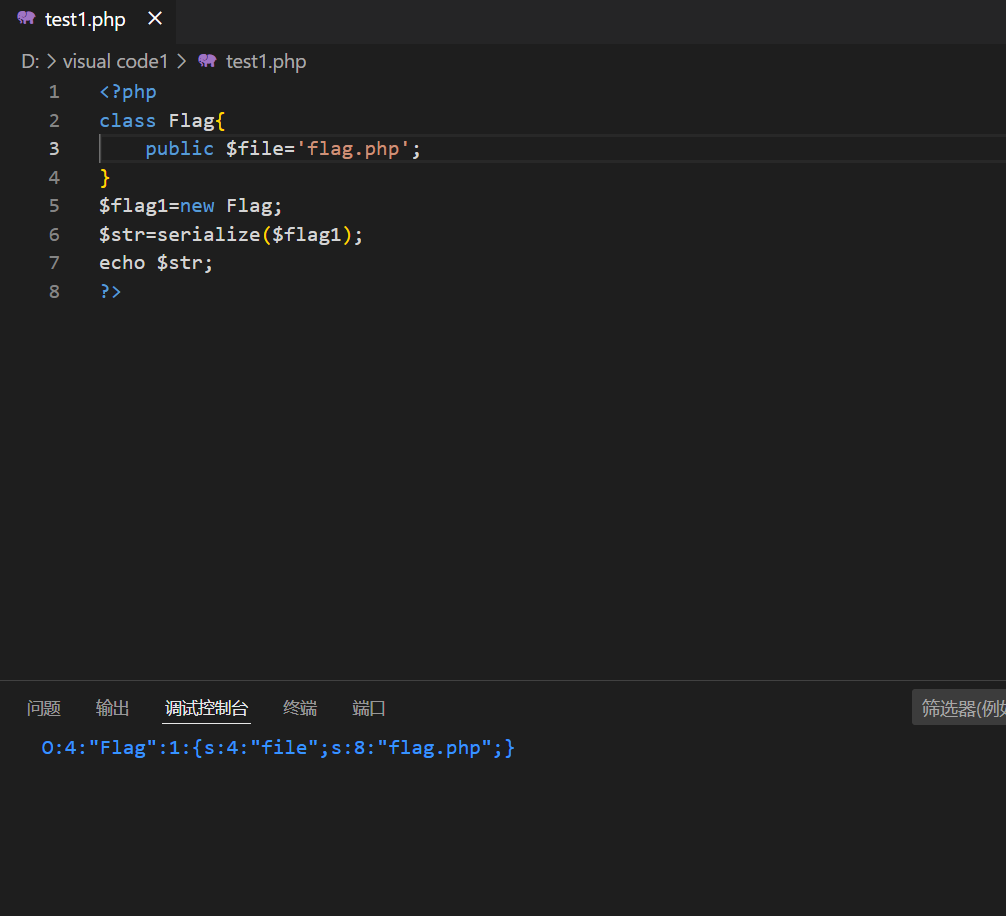 test1.php ×
D: > visual code1 > test1.php
1 <?php
2 class Flag{
3     public $file='flag.php';
4 }
5 $flag1=new Flag;
6 $str=serialize($flag1);
7 echo $str;
8 ?>
问题 输出 调试控制台 终端 端口 筛选器(例如
O:4:"Flag":1:{s:4:"file";s:8:"flag.php";}